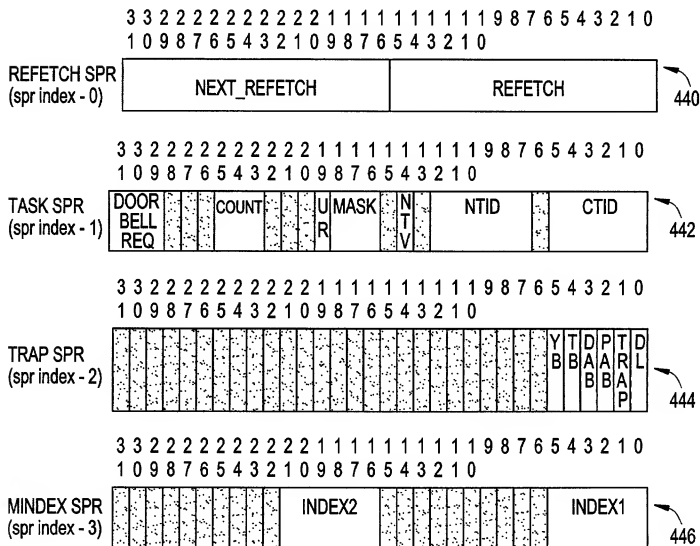 3 3 2 2 2 2 2 2 2 2 2 2 1 1 1 1 1 1 1 1 1 1 9 8 7 6 5 4 3 2 1 0
1 0 9 8 7 6 5 4 3 2 1 0 9 8 7 6 5 4 3 2 1 0
REFETCH SPR
(spr index - 0)
NEXT_REFETCH
REFETCH
440
3 3 2 2 2 2 2 2 2 2 2 2 1 1 1 1 1 1 1 1 1 1 9 8 7 6 5 4 3 2 1 0
1 0 9 8 7 6 5 4 3 2 1 0 9 8 7 6 5 4 3 2 1 0
TASK SPR
(spr index - 1)
DOOR
BELL
REQ
COUNT
UR
MASK
NTV
NTID
CTID
442
3 3 2 2 2 2 2 2 2 2 2 2 1 1 1 1 1 1 1 1 1 1 9 8 7 6 5 4 3 2 1 0
1 0 9 8 7 6 5 4 3 2 1 0 9 8 7 6 5 4 3 2 1 0
TRAP SPR
(spr index - 2)
YB
TB
DAB
PAB
TRAP
DL
444
3 3 2 2 2 2 2 2 2 2 2 2 1 1 1 1 1 1 1 1 1 1 9 8 7 6 5 4 3 2 1 0
1 0 9 8 7 6 5 4 3 2 1 0 9 8 7 6 5 4 3 2 1 0
MINDEX SPR
(spr index - 3)
INDEX2
INDEX1
446